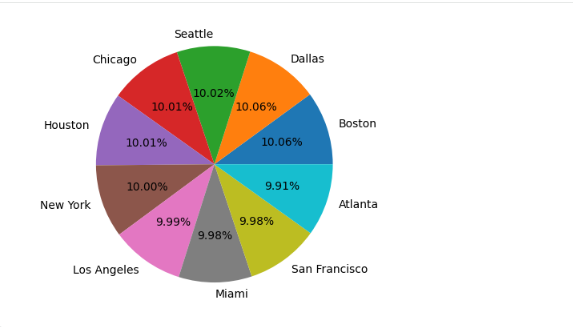 Seattle
Chicago
Dallas
10.02%
10.01%
10.06%
Houston
Boston
10.01%
10.06%
10.00%
9.91%
New York
Atlanta
9.99%
9.98%
9.98%
Los Angeles
San Francisco
Miami